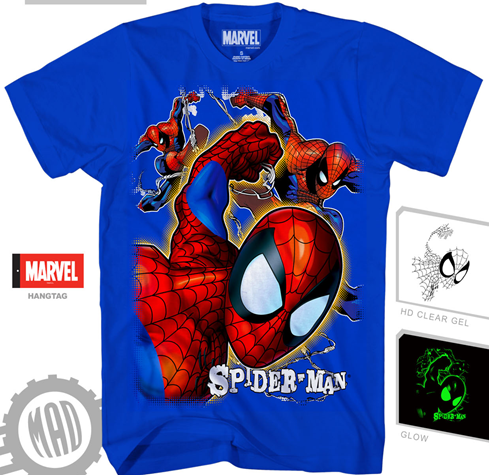 MARVEL
SPIDER-MAN
MARVEL
HANGTAG
HD CLEAR GEL
SPIDER-MAN
GLOW
MAD